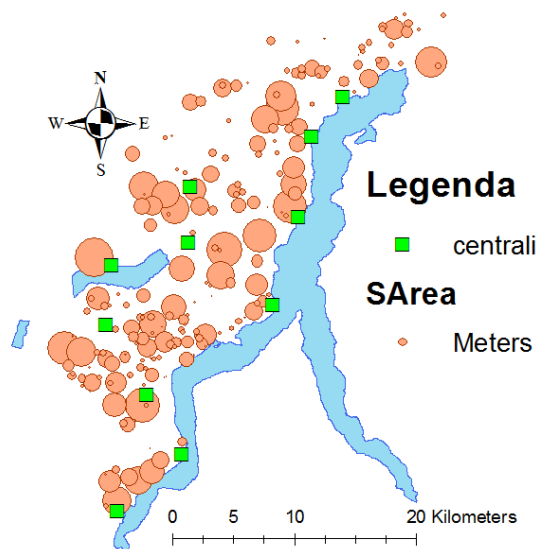 N
W E
S
Legenda
centrali
SArea
Meters
0 5 10 20 Kilometers